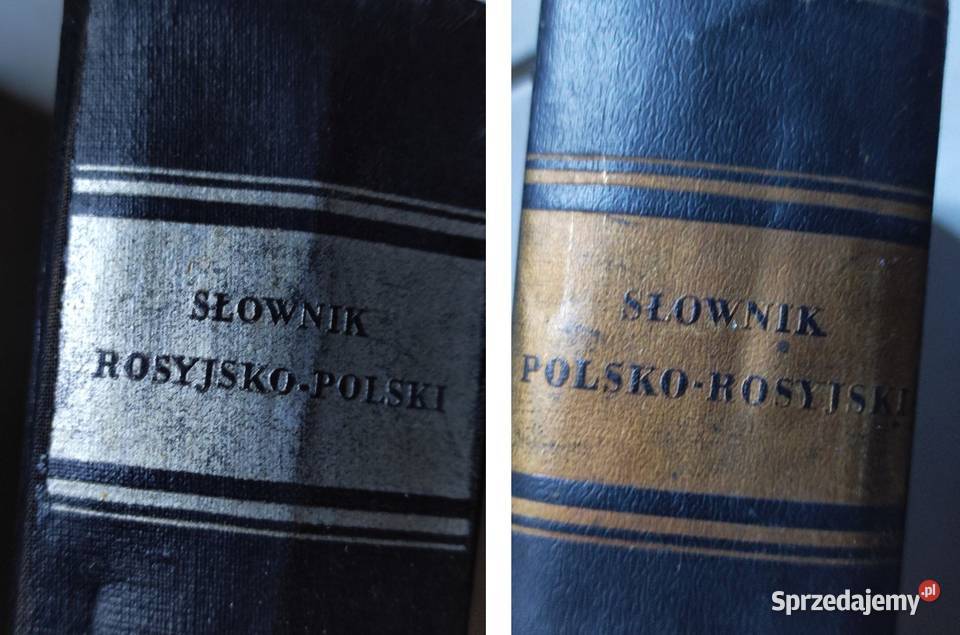 SŁOWNIK
ROSYJSKO-POLSKI
SŁOWNIK
POLSKO-ROSYJSKI
Sprzedajemy.pl